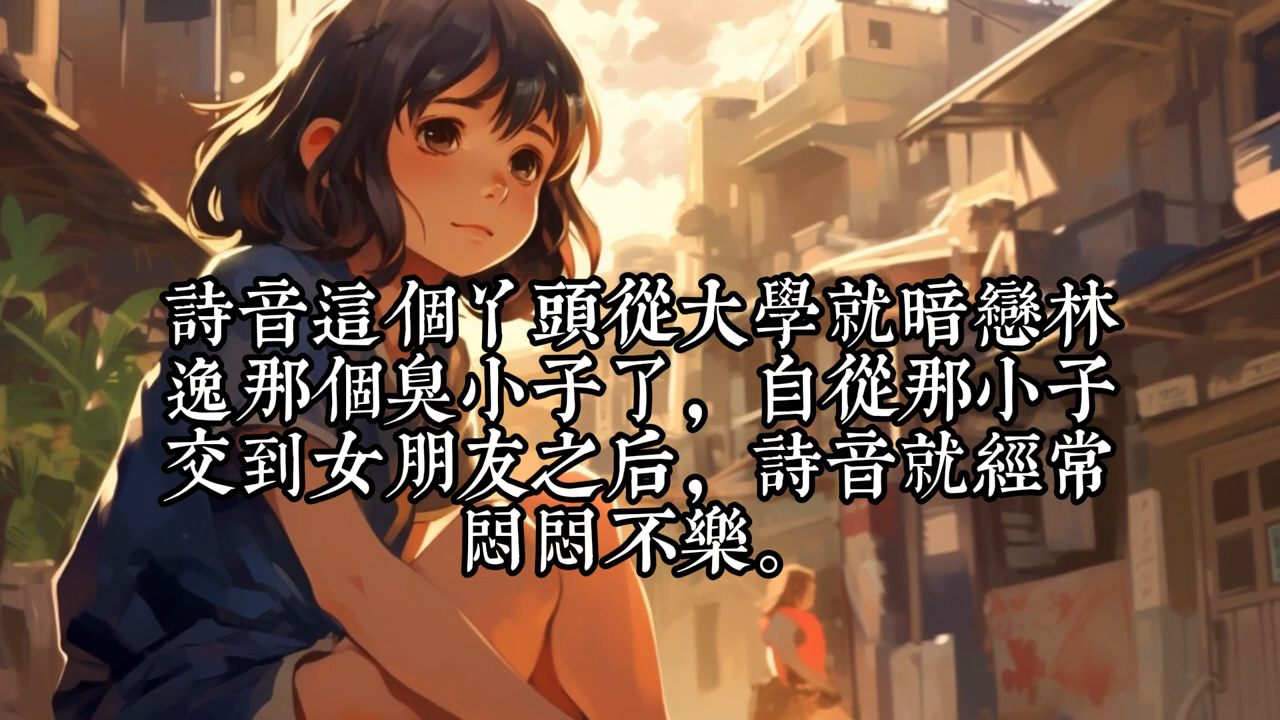 詩音這個丫頭從大學就暗戀林
逸那個臭小子了，自從那小子
交到女朋友之后，詩音就經常
悶悶不樂。